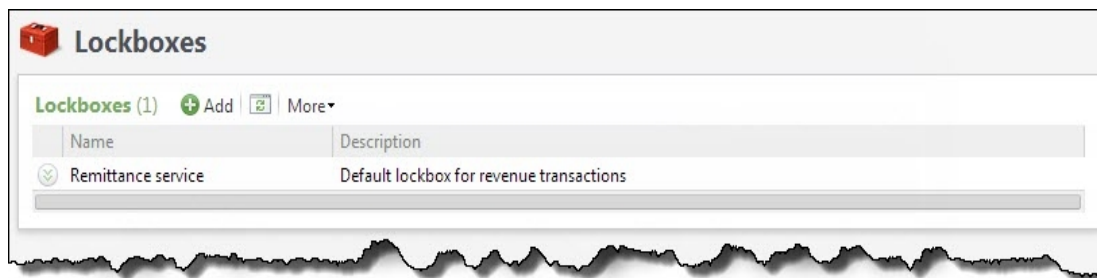 Lockboxes
Lockboxes (1) Add More
Name Description
Remittance service Default lockbox for revenue transactions